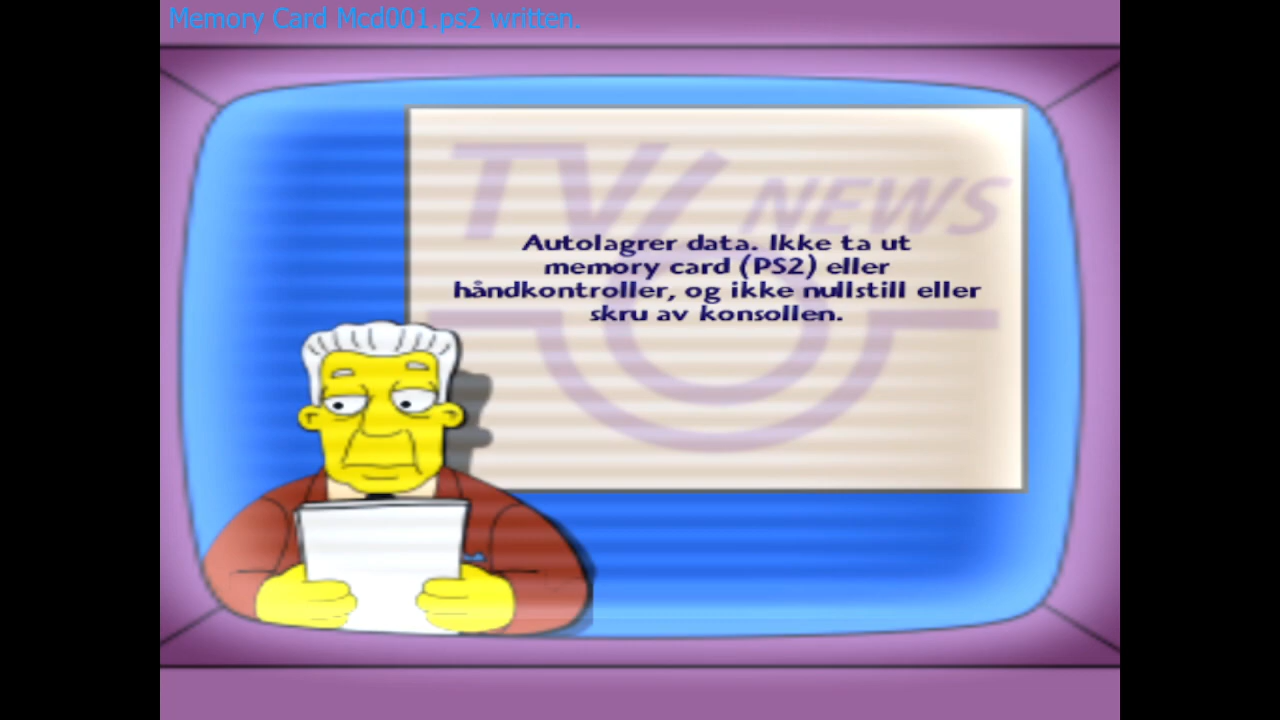 Memory Card Mcd001.ps2 written.
TV6 NEWS
Autolagrer data. Ikke ta ut
memory card (PS2) eller
håndkontroller, og ikke nullstill eller
skru av konsollen.